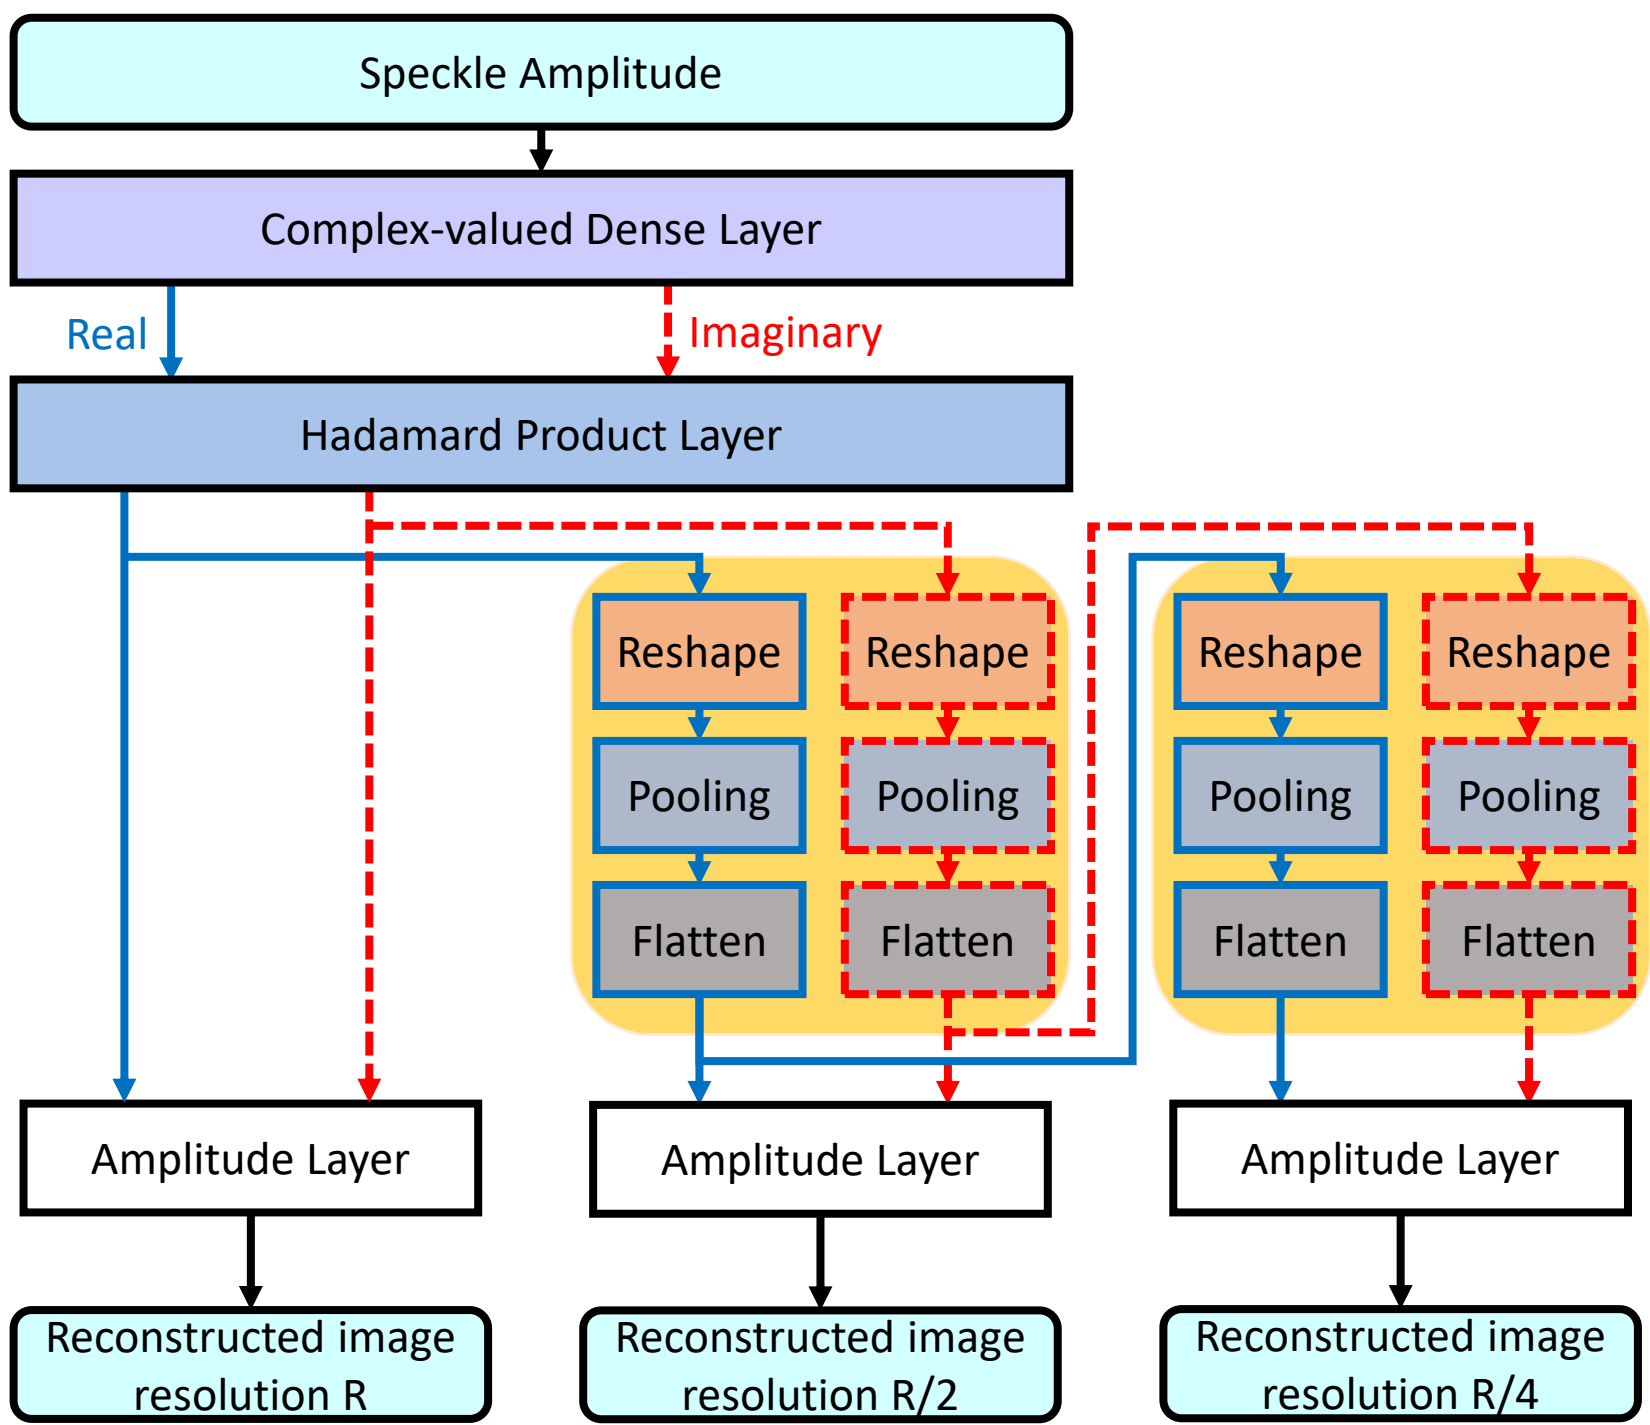 Speckle Amplitude
Complex-valued Dense Layer
Real
Imaginary
Hadamard Product Layer
Reshape
Reshape
Reshape
Reshape
Pooling
Pooling
Pooling
Pooling
Flatten
Flatten
Flatten
Flatten
Amplitude Layer
Amplitude Layer
Amplitude Layer
Reconstructed image
resolution R
Reconstructed image
resolution R/2
Reconstructed image
resolution R/4